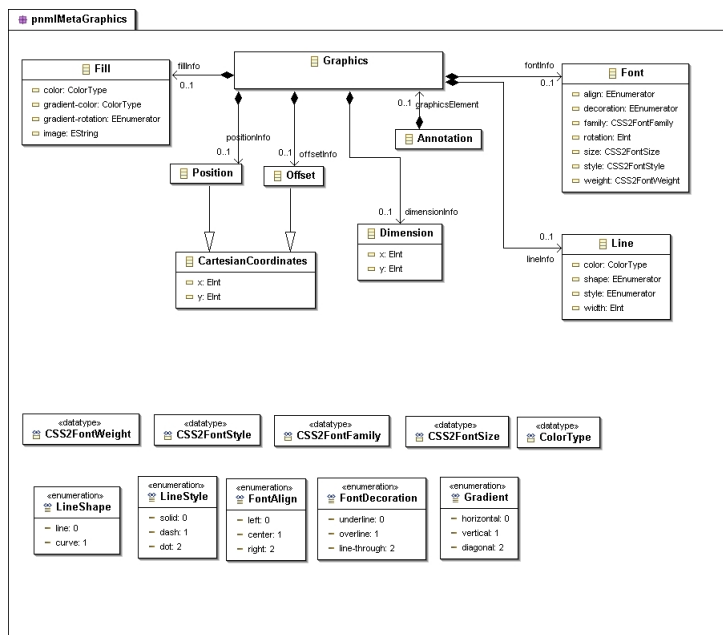 pnmlMetaGraphics
Graphics
Fill
color: ColorType
gradient-color: ColorType
gradient-rotation: EEnumerator
image: EString
fillInfo
0..1
fontInfo
0..1
Font
align: EEnumerator
decoration: EEnumerator
family: CSS2FontFamily
rotation: EInt
size: CSS2FontSize
style: CSS2FontStyle
weight: CSS2FontWeight
0..1 graphicsElement
Annotation
positionInfo
0..1
Position
0..1 offsetInfo
Offset
0..1 dimensionInfo
Dimension
x: EInt
y: EInt
CartesianCoordinates
x: EInt
y: EInt
0..1
lineInfo
Line
color: ColorType
shape: EEnumerator
style: EEnumerator
width: EInt
«datatype»
CSS2FontWeight
«datatype»
CSS2FontStyle
«datatype»
CSS2FontFamily
«datatype»
CSS2FontSize
«datatype»
ColorType
«enumeration»
LineShape
line: 0
curve: 1
«enumeration»
LineStyle
solid: 0
dash: 1
dot: 2
«enumeration»
FontAlign
left: 0
center: 1
right: 2
«enumeration»
FontDecoration
underline: 0
overline: 1
line-through: 2
«enumeration»
Gradient
horizontal: 0
vertical: 1
diagonal: 2